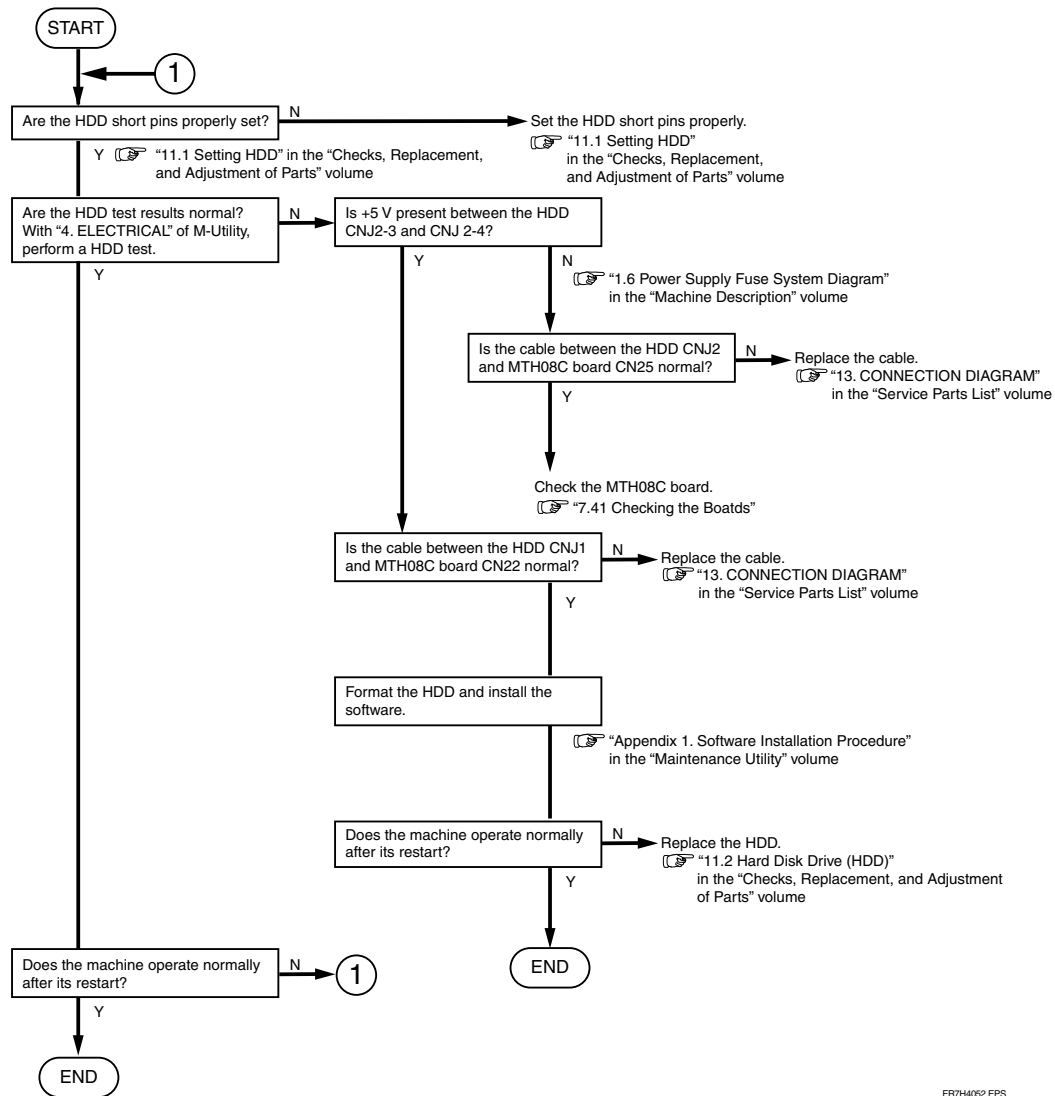 START
1
Are the HDD short pins properly set?
N
Set the HDD short pins properly.
“11.1 Setting HDD”
in the “Checks, Replacement,
and Adjustment of Parts” volume
Y
“11.1 Setting HDD” in the “Checks, Replacement,
and Adjustment of Parts” volume
Are the HDD test results normal?
With “4. ELECTRICAL” of M-Utility,
perform a HDD test.
N
Y
Is +5 V present between the HDD
CNJ2-3 and CNJ 2-4?
Y
N
“1.6 Power Supply Fuse System Diagram”
in the “Machine Description” volume
Is the cable between the HDD CNJ2
and MTH08C board CN25 normal?
N
Replace the cable.
“13. CONNECTION DIAGRAM”
in the “Service Parts List” volume
Y
Check the MTH08C board.
“7.41 Checking the Boatds”
Is the cable between the HDD CNJ1
and MTH08C board CN22 normal?
N
Replace the cable.
“13. CONNECTION DIAGRAM”
in the “Service Parts List” volume
Y
Format the HDD and install the
software.
“Appendix 1. Software Installation Procedure”
in the “Maintenance Utility” volume
Does the machine operate normally
after its restart?
N
Replace the HDD.
“11.2 Hard Disk Drive (HDD)”
in the “Checks, Replacement, and Adjustment
of Parts” volume
Y
END
Does the machine operate normally
after its restart?
N
1
Y
END
FR7H4052.EPS